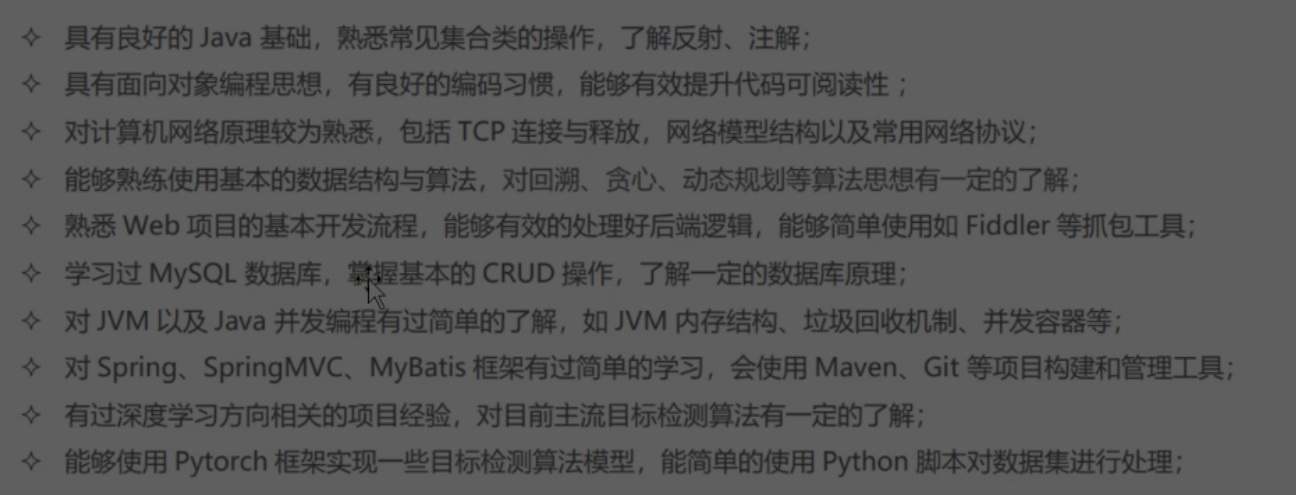 ✧ 具有良好的 Java 基础，熟悉常见集合类的操作，了解反射、注解；
✧ 具有面向对象编程思想，有良好的编码习惯，能够有效提升代码可阅读性 ；
✧ 对计算机网络原理较为熟悉，包括 TCP 连接与释放，网络模型结构以及常用网络协议；
✧ 能够熟练使用基本的数据结构与算法，对回溯、贪心、动态规划等算法思想有一定的了解；
✧ 熟悉 Web 项目的基本开发流程，能够有效的处理好后端逻辑，能够简单使用如 Fiddler 等抓包工具；
✧ 学习过 MySQL 数据库，掌握基本的 CRUD 操作，了解一定的数据库原理；
✧ 对 JVM 以及 Java 并发编程有过简单的了解，如 JVM 内存结构、垃圾回收机制、并发容器等；
✧ 对 Spring、SpringMVC、MyBatis 框架有过简单的学习，会使用 Maven、Git 等项目构建和管理工具；
✧ 有过深度学习方向相关的项目经验，对目前主流目标检测算法有一定的了解；
✧ 能够使用 Pytorch 框架实现一些目标检测算法模型，能简单的使用 Python 脚本对数据集进行处理；